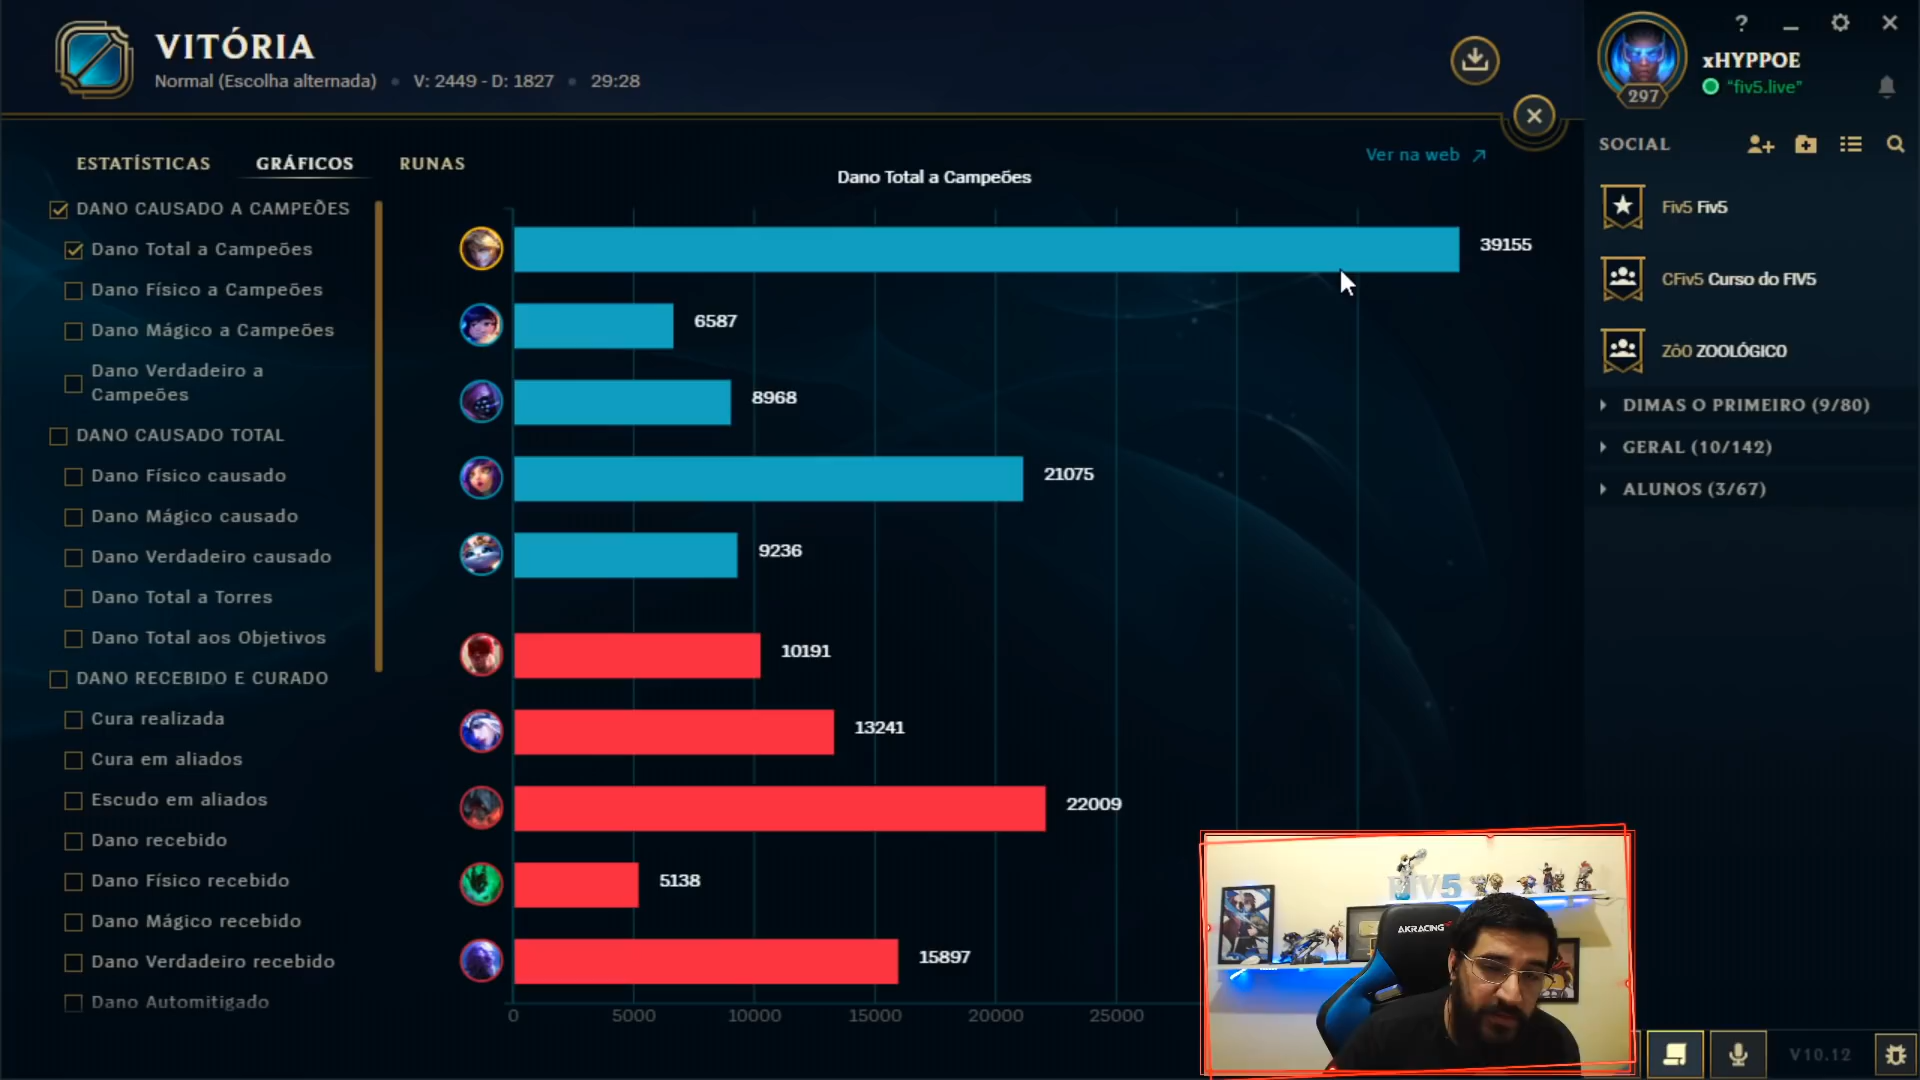 VITÓRIA
Normal (Escolha alternada) • V: 2449 - D: 1827 • 29:28
ESTATÍSTICAS GRÁFICOS RUNAS
Ver na web
Dano Total a Campeões
DANO CAUSADO A CAMPEÕES
Dano Total a Campeões
Dano Físico a Campeões
Dano Mágico a Campeões
Dano Verdadeiro a
Campeões
DANO CAUSADO TOTAL
Dano Físico causado
Dano Mágico causado
Dano Verdadeiro causado
Dano Total a Torres
Dano Total aos Objetivos
DANO RECEBIDO E CURADO
Cura realizada
Cura em aliados
Escudo em aliados
Dano recebido
Dano Físico recebido
Dano Mágico recebido
Dano Verdadeiro recebido
Dano Automitigado
39155
6587
8968
21075
9236
10191
13241
22009
5138
15897
0 5000 10000 15000 20000 25000
?
xHYPPOE
"fiv5.live"
297
SOCIAL
Fiv5 Fiv5
CFiv5 Curso do FIV5
Zô0 ZOOLÓGICO
DIMAS O PRIMEIRO (9/80)
GERAL (10/142)
ALUNOS (3/67)
FIV5
AKRACING
V10.12